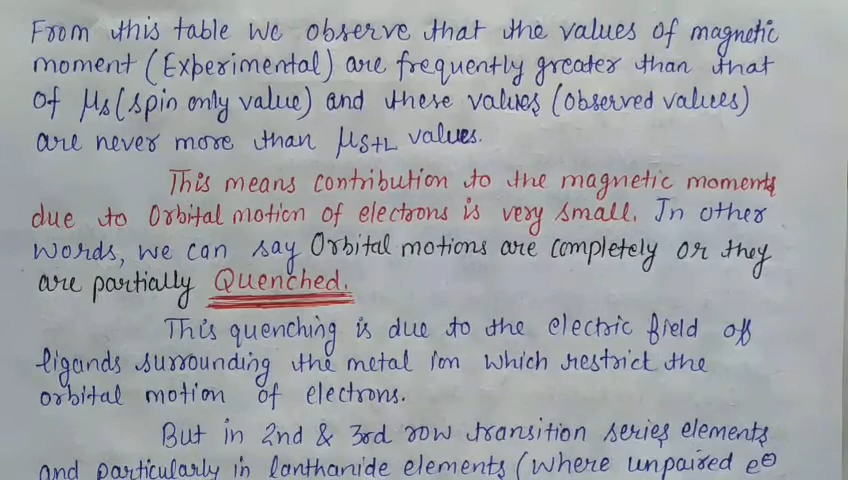 From this table we observe that the values of magnetic
moment (Experimental) are frequently greater than that
of μs (spin only value) and these values (observed values)
are never more than μs+L values.
This means contribution to the magnetic moments
due to Orbital motion of electrons is very small. In other
words, we can say Orbital motions are completely or they
are partially Quenched.
This quenching is due to the electric field of
ligands surrounding the metal ion which restrict the
orbital motion of electrons.
But in 2nd & 3rd row transition series elements
and particularly in lanthanide elements (where unpaired e⊖